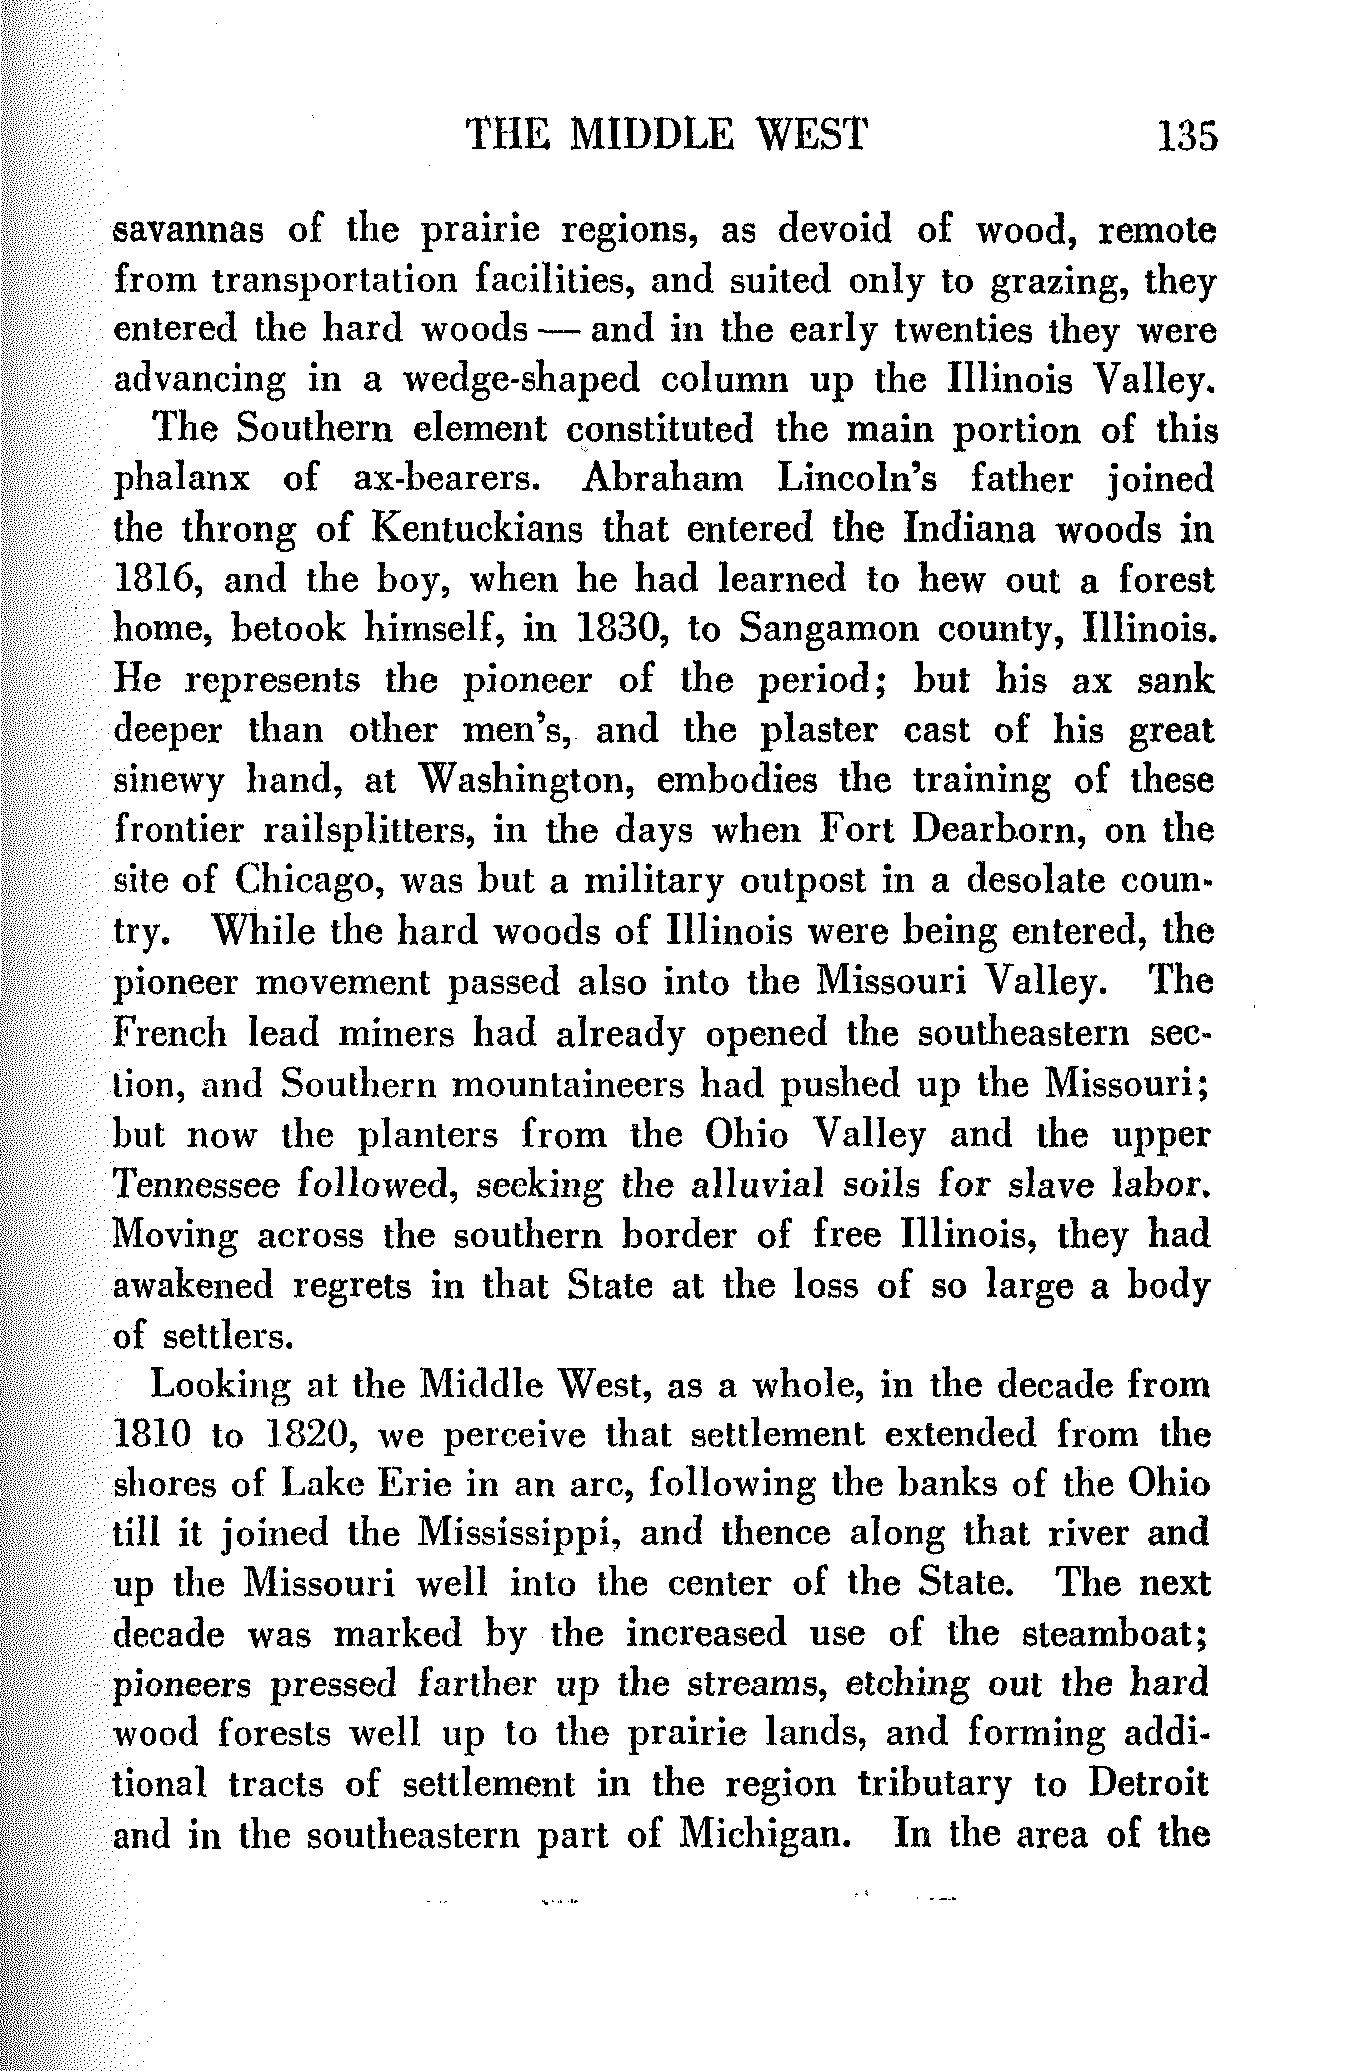 THE MIDDLE WEST 135
savannas of the prairie regions, as devoid of wood, remote
from transportation facilities, and suited only to grazing, they
entered the hard woods — and in the early twenties they were
advancing in a wedge-shaped column up the Illinois Valley.
The Southern element constituted the main portion of this
phalanx of ax-bearers. Abraham Lincoln's father joined
the throng of Kentuckians that entered the Indiana woods in
1816, and the boy, when he had learned to hew out a forest
home, betook himself, in 1830, to Sangamon county, Illinois.
He represents the pioneer of the period; but his ax sank
deeper than other men's, and the plaster cast of his great
sinewy hand, at Washington, embodies the training of these
frontier railsplitters, in the days when Fort Dearborn, on the
site of Chicago, was but a military outpost in a desolate coun-
try. While the hard woods of Illinois were being entered, the
pioneer movement passed also into the Missouri Valley. The
French lead miners had already opened the southeastern sec-
tion, and Southern mountaineers had pushed up the Missouri;
but now the planters from the Ohio Valley and the upper
Tennessee followed, seeking the alluvial soils for slave labor.
Moving across the southern border of free Illinois, they had
awakened regrets in that State at the loss of so large a body
of settlers.
Looking at the Middle West, as a whole, in the decade from
1810 to 1820, we perceive that settlement extended from the
shores of Lake Erie in an arc, following the banks of the Ohio
till it joined the Mississippi, and thence along that river and
up the Missouri well into the center of the State. The next
decade was marked by the increased use of the steamboat;
pioneers pressed farther up the streams, etching out the hard
wood forests well up to the prairie lands, and forming addi-
tional tracts of settlement in the region tributary to Detroit
and in the southeastern part of Michigan. In the area of the